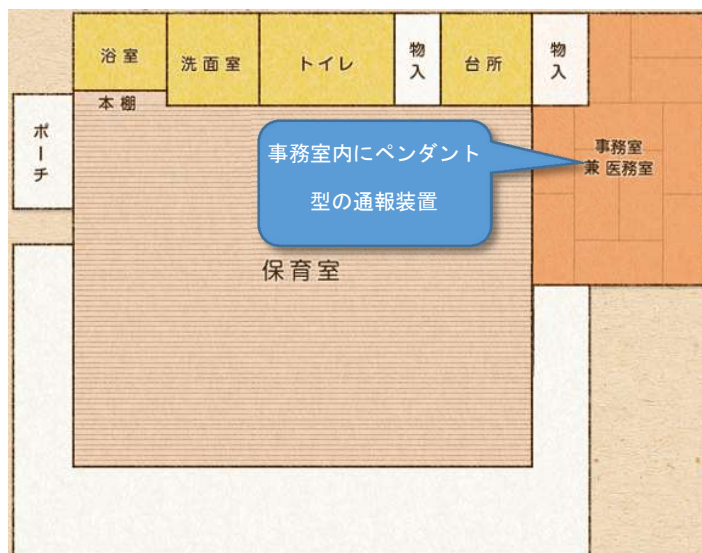 浴室
洗面室
トイレ
物入
台所
物入
本棚
ポーチ
事務室内にペンダント
型の通報装置
事務室
兼 医務室
保育室